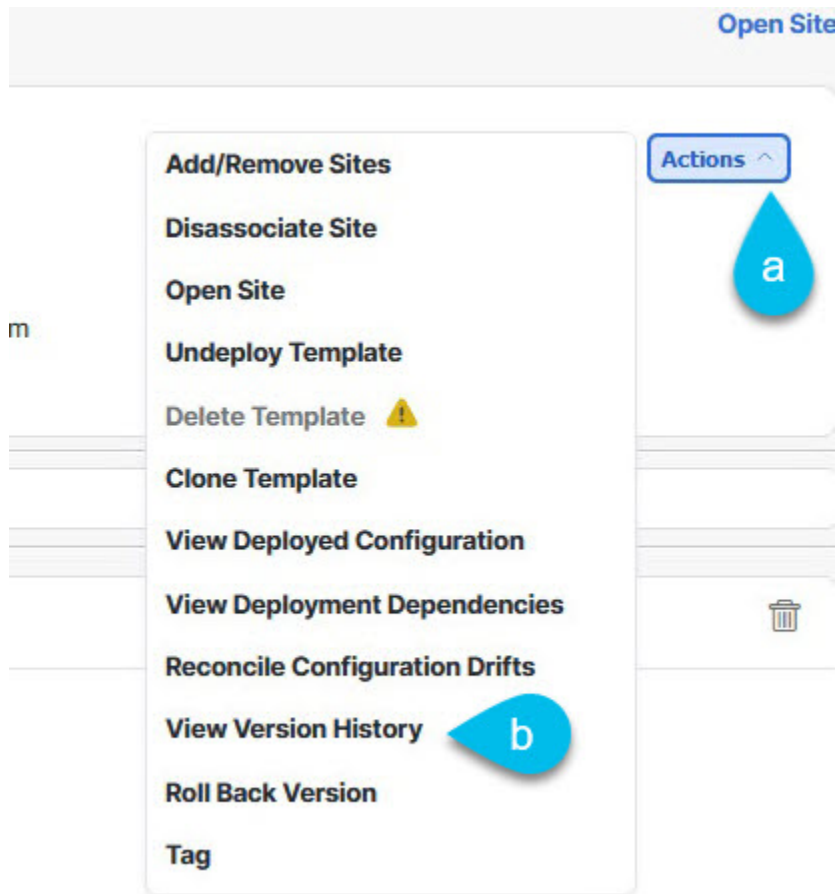 Open Site
Actions
a
Add/Remove Sites
Disassociate Site
Open Site
m
Undeploy Template
Delete Template
Clone Template
View Deployed Configuration
View Deployment Dependencies
Reconcile Configuration Drifts
View Version History
b
Roll Back Version
Tag